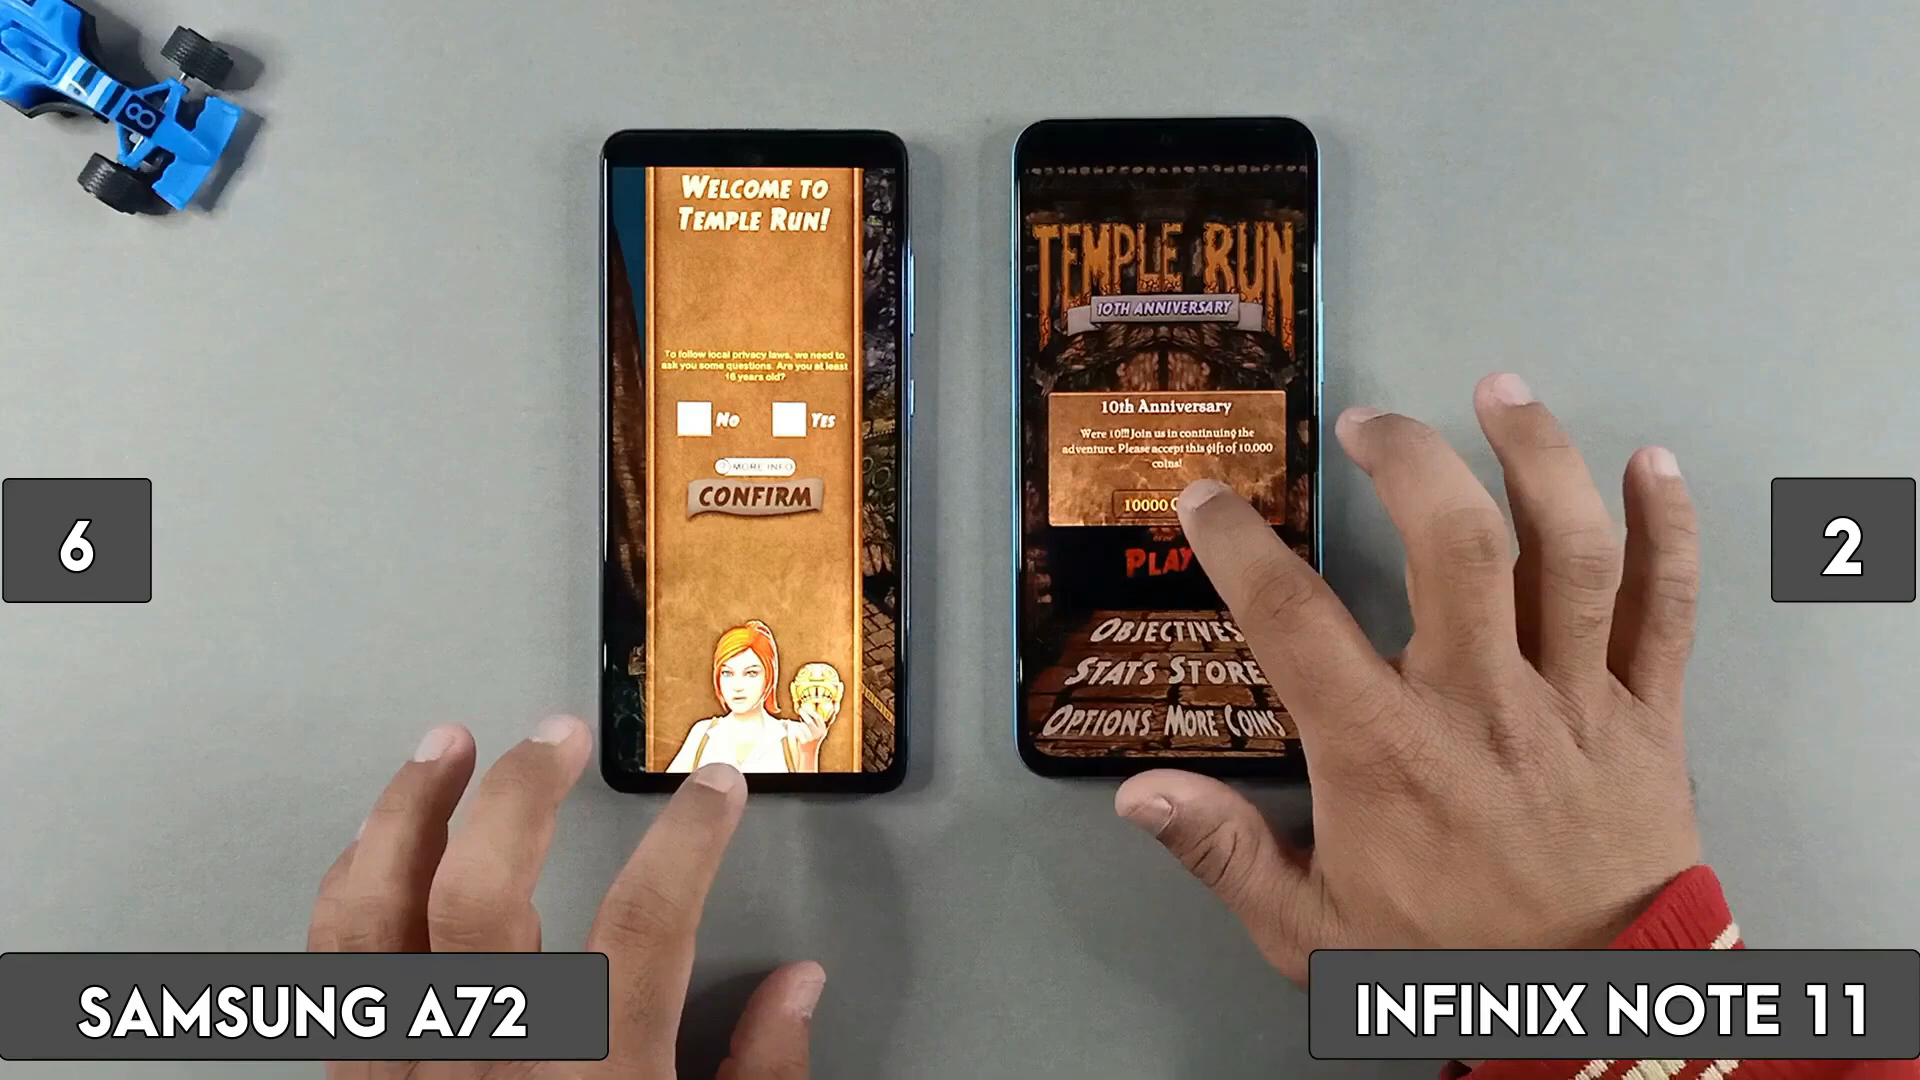 8
WELCOME TO
TEMPLE RUN!
To follow local privacy laws, we need to
ask you some questions. Are you at least
16 years old?
NO YES
? MORE INFO
CONFIRM
TEMPLE RUN
10TH ANNIVERSARY
10th Anniversary
Were 10!!! Join us in continuing the
adventure. Please accept this gift of 10,000
coins!
10000
PLAY
OBJECTIVES
STATS STORE
OPTIONS MORE COINS
6
2
SAMSUNG A72
INFINIX NOTE 11